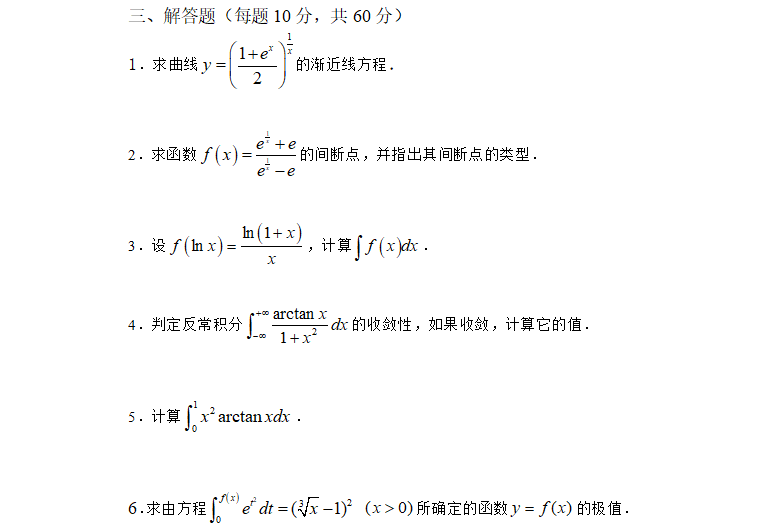 三、解答题（每题 10 分，共 60 分）
1．求曲线 $y=\left(\frac{1+e^x}{2}\right)^{\frac{1}{x}}$ 的渐近线方程．
2．求函数 $f(x)=\frac{e^{\frac{1}{x}}+e}{e^{\frac{1}{x}}-e}$ 的间断点，并指出其间断点的类型．
3．设 $f(\ln x)=\frac{\ln(1+x)}{x}$，计算 $\int f(x)dx$．
4．判定反常积分 $\int_{-\infty}^{+\infty}\frac{\arctan x}{1+x^2}dx$ 的收敛性，如果收敛，计算它的值．
5．计算 $\int_0^1 x^2\arctan xdx$．
6.求由方程 $\int_0^{f(x)}e^{t^2}dt=(\sqrt[3]{x}-1)^2$ $(x>0)$ 所确定的函数 $y=f(x)$ 的极值．